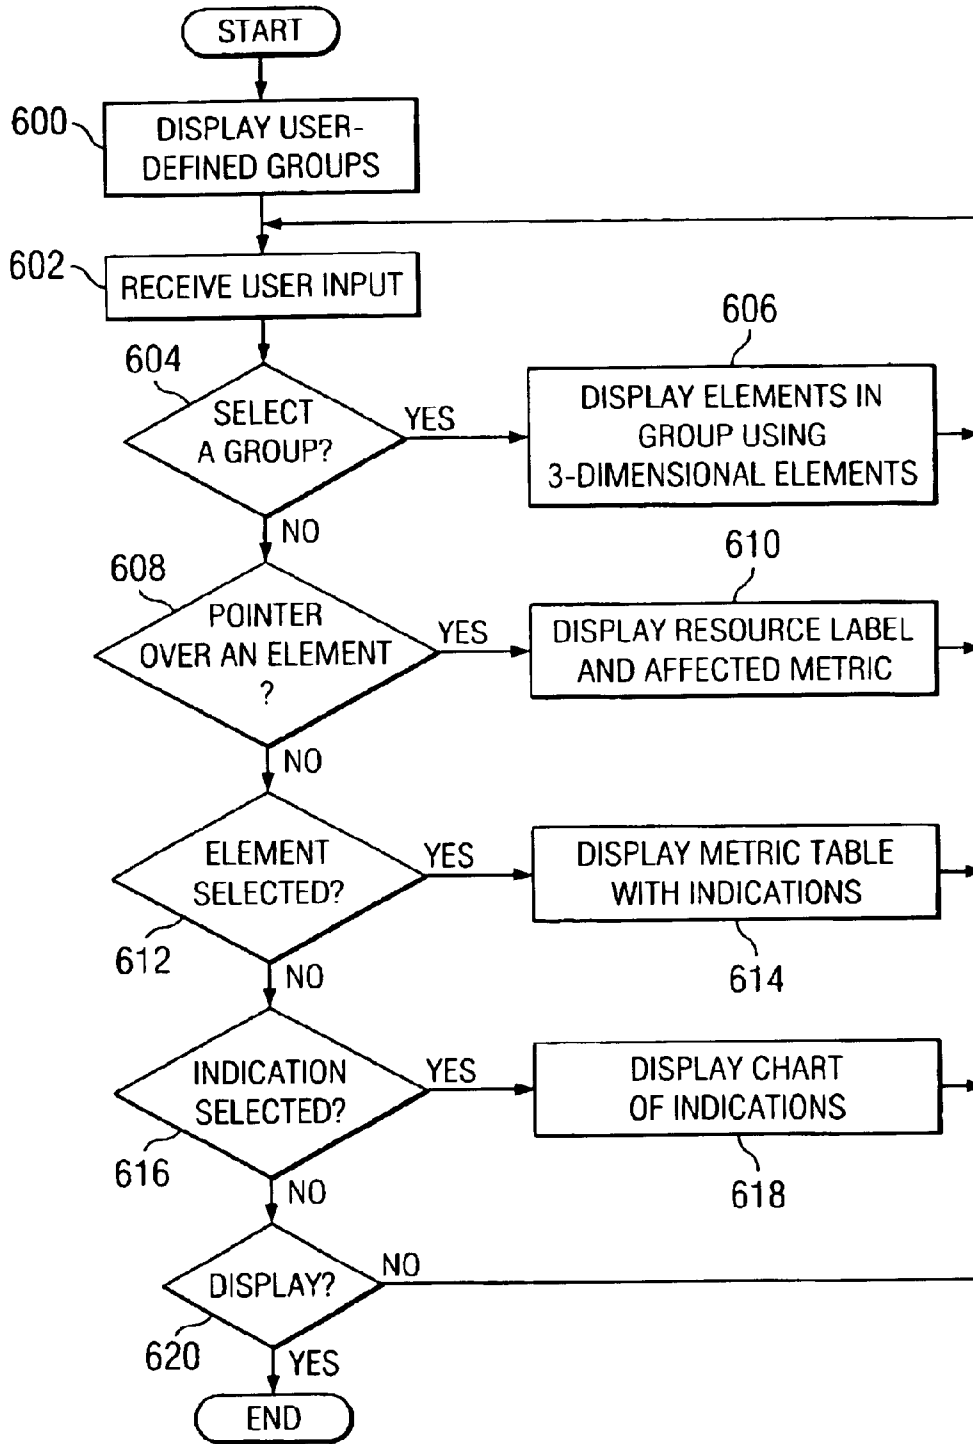 START
600
DISPLAY USER-
DEFINED GROUPS
602
RECEIVE USER INPUT
604
SELECT
A GROUP?
YES
NO
606
DISPLAY ELEMENTS IN
GROUP USING
3-DIMENSIONAL ELEMENTS
608
POINTER
OVER AN ELEMENT
?
YES
NO
610
DISPLAY RESOURCE LABEL
AND AFFECTED METRIC
ELEMENT
SELECTED?
YES
612
NO
DISPLAY METRIC TABLE
WITH INDICATIONS
614
INDICATION
SELECTED?
YES
616
NO
DISPLAY CHART
OF INDICATIONS
618
DISPLAY?
NO
620
YES
END